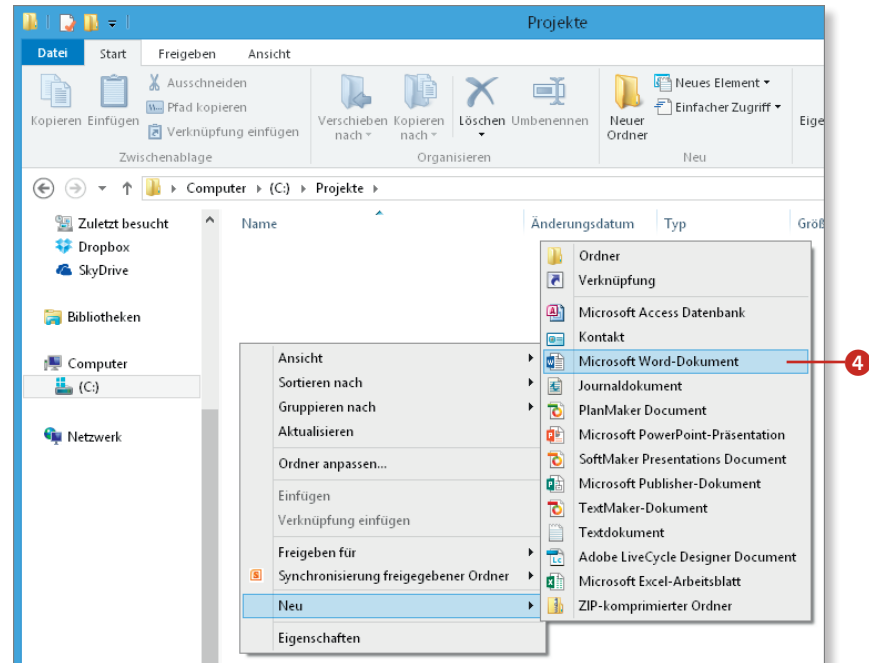 Projekte
Datei Start Freigeben Ansicht
Kopieren Einfügen
Ausschneiden
Pfad kopieren
Verknüpfung einfügen
Zwischenablage
Verschieben nach
Kopieren nach
Löschen
Umbenennen
Organisieren
Neuer Ordner
Neues Element
Einfacher Zugriff
Neu
Eige
Computer (C:) Projekte
Zuletzt besucht
Dropbox
SkyDrive
Bibliotheken
Computer
(C:)
Netzwerk
Name Änderungsdatum Typ Größ
Ansicht
Sortieren nach
Gruppieren nach
Aktualisieren
Ordner anpassen...
Einfügen
Verknüpfung einfügen
Freigeben für
Synchronisierung freigegebener Ordner
Neu
Eigenschaften
Ordner
Verknüpfung
Microsoft Access Datenbank
Kontakt
Microsoft Word-Dokument
4
Journaldokument
PlanMaker Document
Microsoft PowerPoint-Präsentation
SoftMaker Presentations Document
Microsoft Publisher-Dokument
TextMaker-Dokument
Textdokument
Adobe LiveCycle Designer Document
Microsoft Excel-Arbeitsblatt
ZIP-komprimierter Ordner